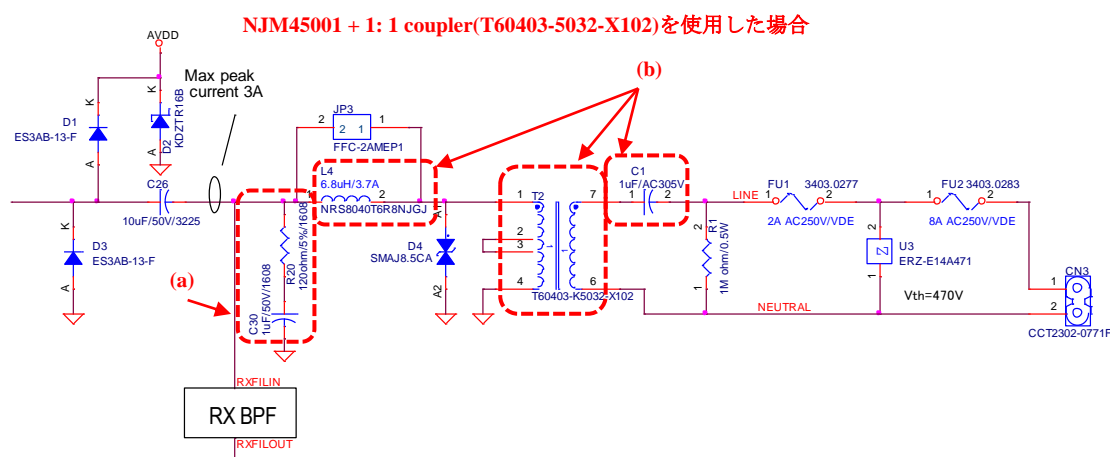 NJM45001 + 1: 1 coupler(T60403-5032-X102)を使用した場合
AVDD
Max peak
current 3A
(b)
K
D1
ES3AB-13-F
A
K
KDZTR16B
D2
A
JP3
2
2 1
1
FFC-2AMEP1
L4
6.8uH/3.7A
1
2
NRS8040T6R8NJGJ
C26
10uF/50V/3225
K
D3
ES3AB-13-F
A
(a)
R20
120ohm/5%/1608
C30
1uF/50V/1608
A1
D4
SMAJ8.5CA
A2
T2
1
2
3
4
7
6
T60403-K5032-X102
C1
1uF/AC305V
1
2
LINE
2
R1
1M ohm/0.5W
1
FU1
3403.0277
1
2
2A AC250V/VDE
FU2
3403.0283
1
2
8A AC250V/VDE
2
U3
ERZ-E14A471
Z
1
Vth=470V
NEUTRAL
CN3
1
2
CCT2302-0771F
RXFILIN
RX BPF
RXFILOUT